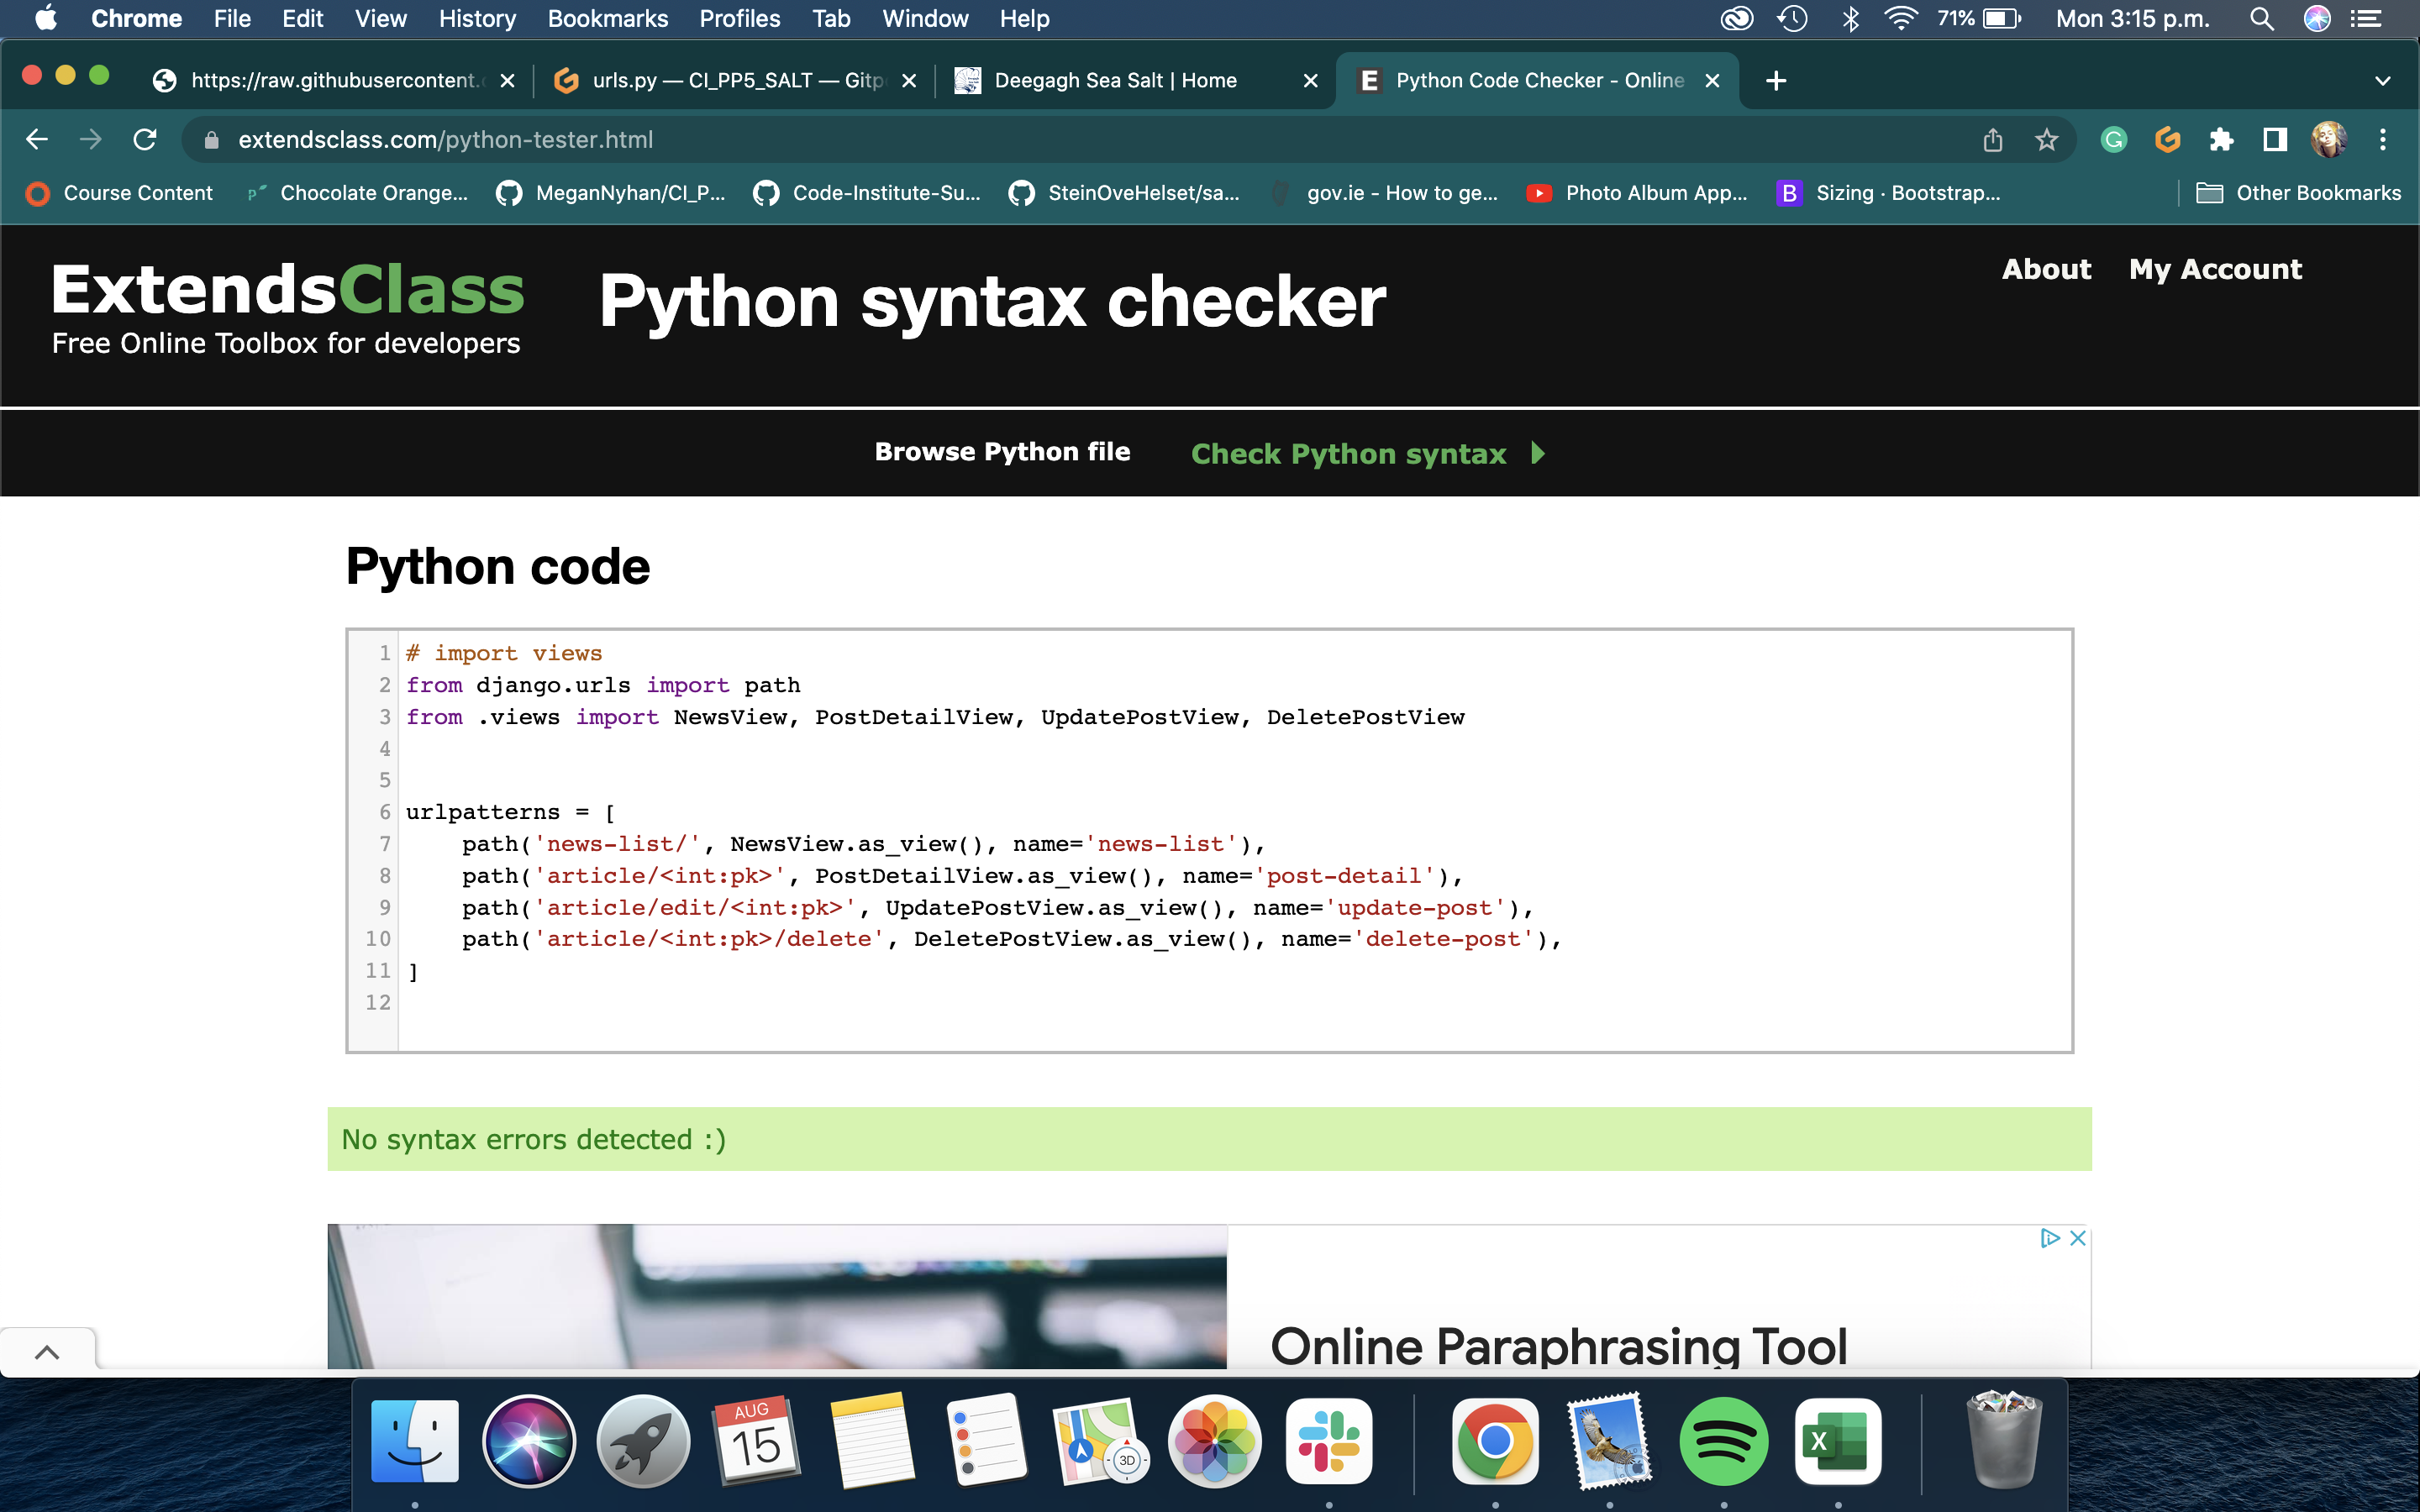 Chrome File Edit View History Bookmarks Profiles Tab Window Help 71% Mon 3:15 p.m.
https://raw.githubusercontent.c urls.py — CI_PP5_SALT — Gitp Deegagh Sea Salt | Home Python Code Checker - Online
extendsclass.com/python-tester.html
Course Content Chocolate Orange... MeganNyhan/CI_P... Code-Institute-Su... SteinOveHelset/sa... gov.ie - How to ge... Photo Album App... Sizing · Bootstrap... Other Bookmarks
ExtendsClass
Free Online Toolbox for developers
Python syntax checker
About My Account
Browse Python file Check Python syntax
Python code
1 # import views
2 from django.urls import path
3 from .views import NewsView, PostDetailView, UpdatePostView, DeletePostView
4
5
6 urlpatterns = [
7     path('news-list/', NewsView.as_view(), name='news-list'),
8     path('article/<int:pk>', PostDetailView.as_view(), name='post-detail'),
9     path('article/edit/<int:pk>', UpdatePostView.as_view(), name='update-post'),
10     path('article/<int:pk>/delete', DeletePostView.as_view(), name='delete-post'),
11 ]
12
No syntax errors detected :)
Online Paraphrasing Tool
AUG
15
3D
X